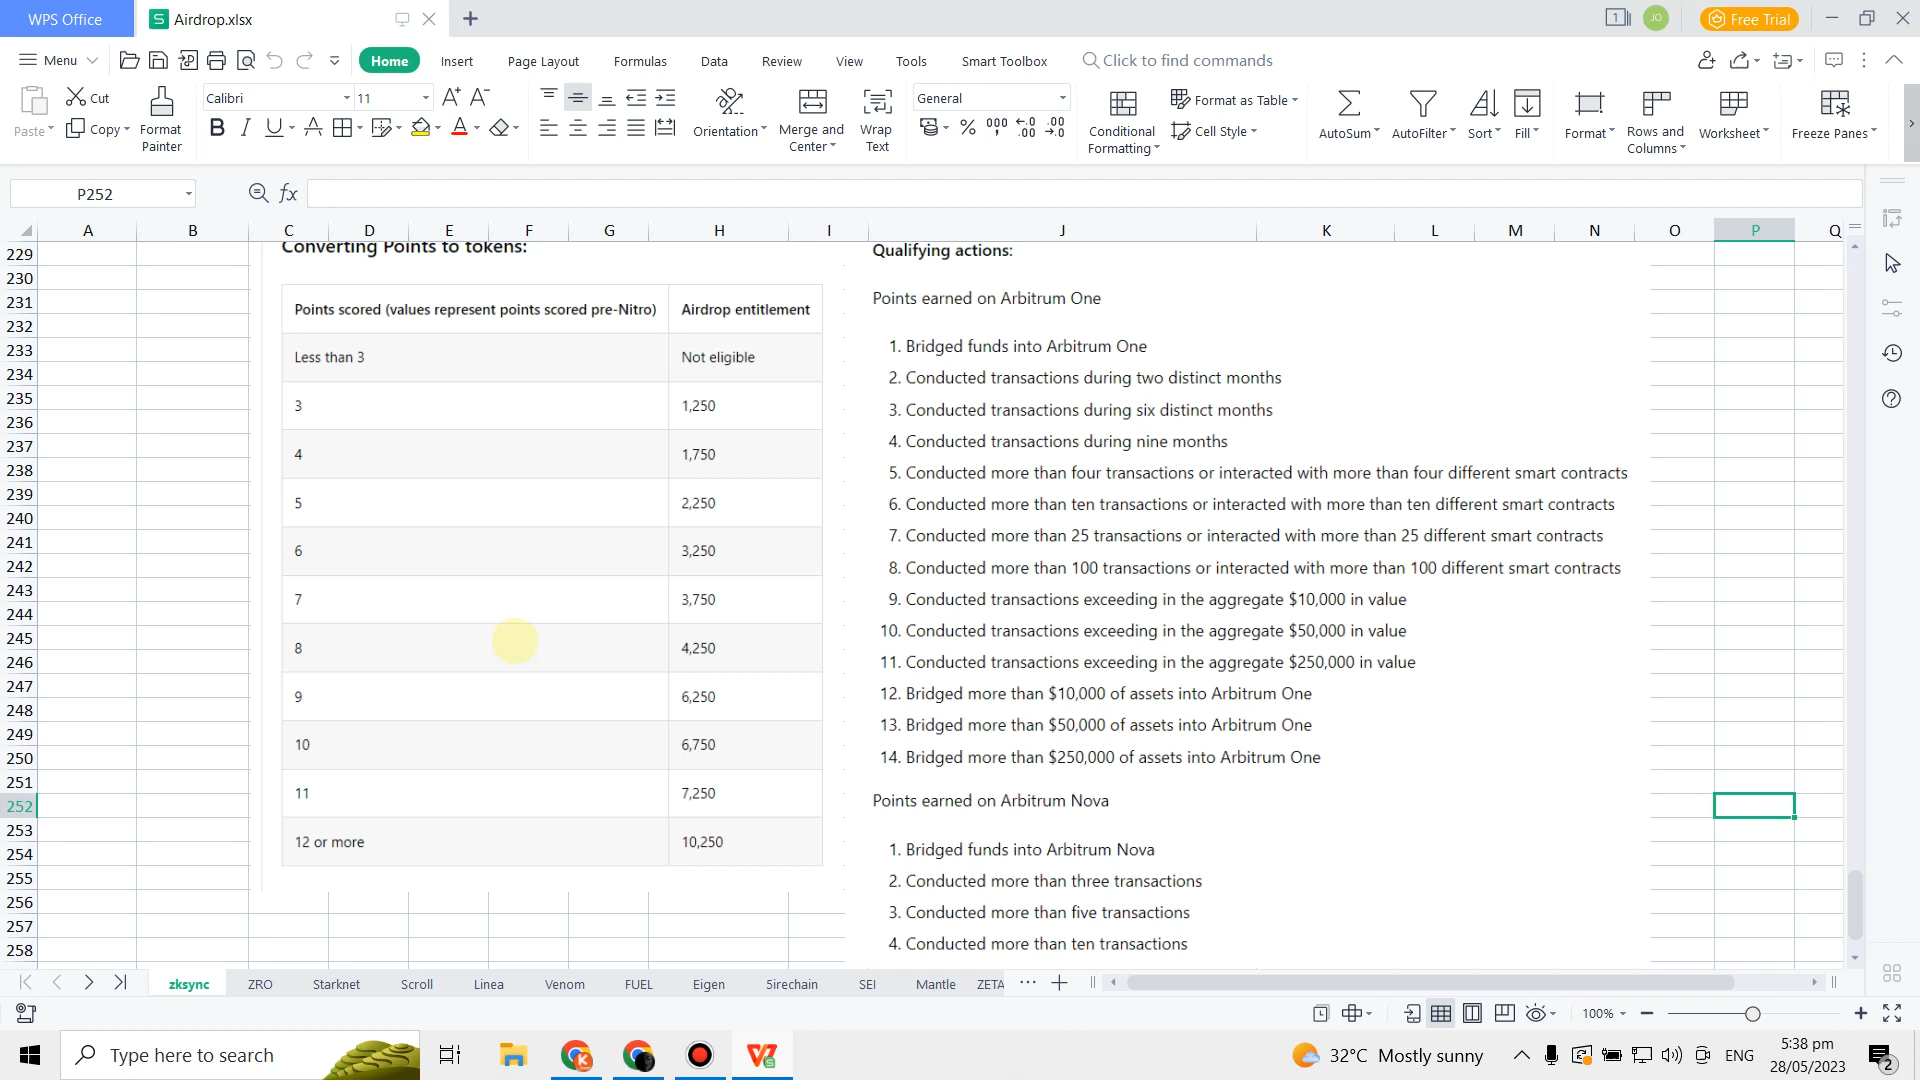 WPS Office
Airdrop.xlsx
1
JO
Free Trial
Menu
Home
Insert
Page Layout
Formulas
Data
Review
View
Tools
Smart Toolbox
Click to find commands
Paste
Cut
Copy
Format Painter
Calibri
11
Orientation
Merge and Center
Wrap Text
General
Conditional Formatting
Format as Table
Cell Style
AutoSum
AutoFilter
Sort
Fill
Format
Rows and Columns
Worksheet
Freeze Panes
P252
fx
A B C D E F G H I J K L M N O P Q
229
230
231
232
233
234
235
236
237
238
239
240
241
242
243
244
245
246
247
248
249
250
251
252
253
254
255
256
257
258
Converting Points to tokens:
Points scored (values represent points scored pre-Nitro) Airdrop entitlement
Less than 3 Not eligible
3 1,250
4 1,750
5 2,250
6 3,250
7 3,750
8 4,250
9 6,250
10 6,750
11 7,250
12 or more 10,250
Qualifying actions:
Points earned on Arbitrum One
1. Bridged funds into Arbitrum One
2. Conducted transactions during two distinct months
3. Conducted transactions during six distinct months
4. Conducted transactions during nine months
5. Conducted more than four transactions or interacted with more than four different smart contracts
6. Conducted more than ten transactions or interacted with more than ten different smart contracts
7. Conducted more than 25 transactions or interacted with more than 25 different smart contracts
8. Conducted more than 100 transactions or interacted with more than 100 different smart contracts
9. Conducted transactions exceeding in the aggregate $10,000 in value
10. Conducted transactions exceeding in the aggregate $50,000 in value
11. Conducted transactions exceeding in the aggregate $250,000 in value
12. Bridged more than $10,000 of assets into Arbitrum One
13. Bridged more than $50,000 of assets into Arbitrum One
14. Bridged more than $250,000 of assets into Arbitrum One
Points earned on Arbitrum Nova
1. Bridged funds into Arbitrum Nova
2. Conducted more than three transactions
3. Conducted more than five transactions
4. Conducted more than ten transactions
zksync ZRO Starknet Scroll Linea Venom FUEL Eigen 5irechain SEI Mantle ZETA
100%
Type here to search
32°C Mostly sunny
ENG
5:38 pm
28/05/2023
2